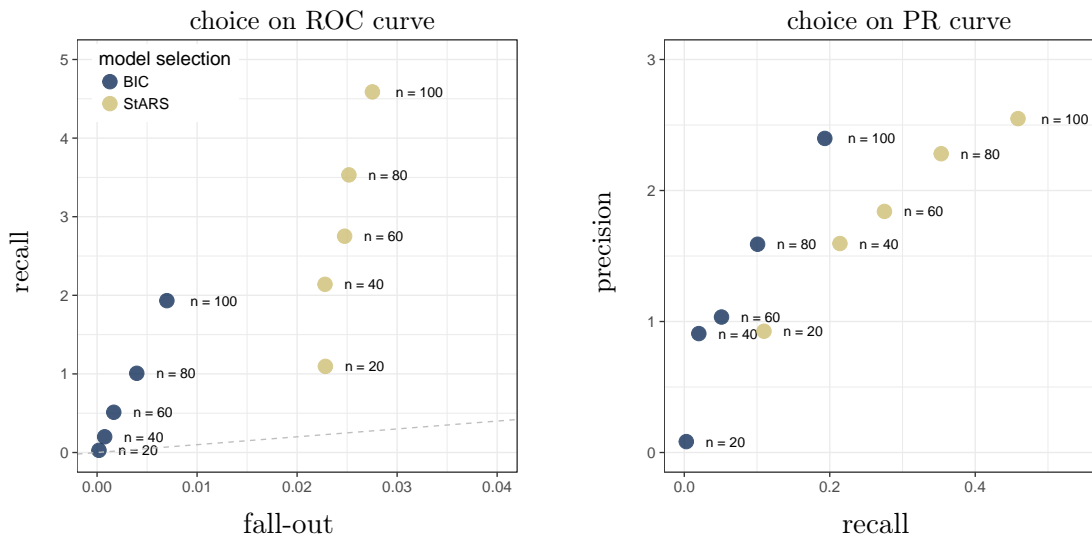 choice on ROC curve
5
4
3
2
1
0
recall
model selection
BIC
StARS
n = 100
n = 80
n = 60
n = 40
n = 20
n = 100
n = 80
n = 60
n = 40
n = 20
0.00
0.01
0.02
0.03
0.04
fall-out
choice on PR curve
3
2
1
0
precision
n = 100
n = 100
n = 80
n = 60
n = 80
n = 40
n = 60
n = 40
n = 20
n = 20
0.0
0.2
0.4
recall